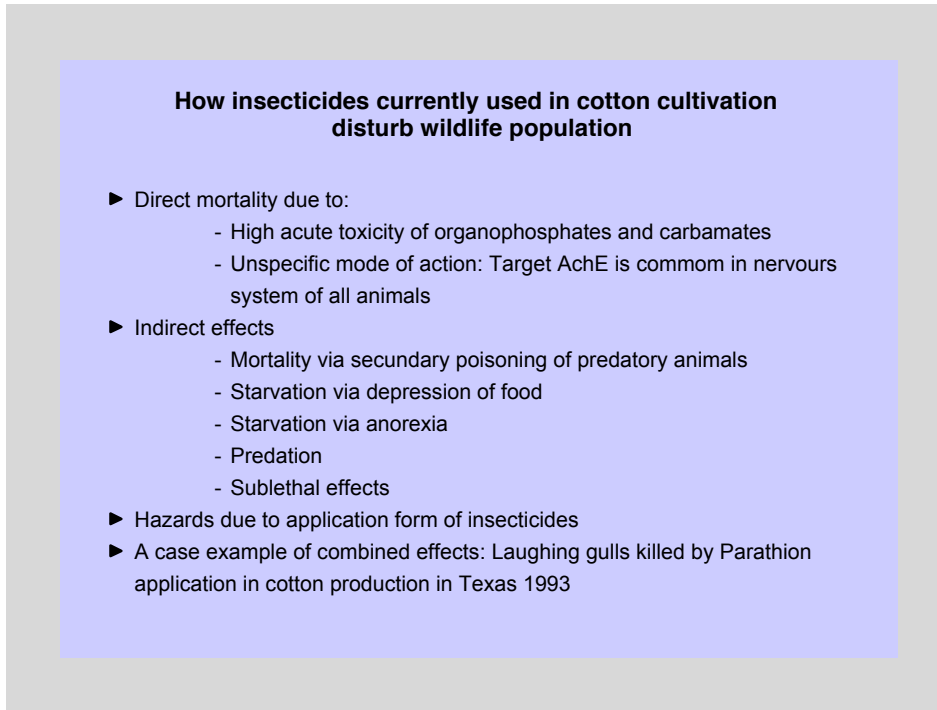 How insecticides currently used in cotton cultivation
disturb wildlife population
► Direct mortality due to:
- High acute toxicity of organophosphates and carbamates
- Unspecific mode of action: Target AchE is commom in nervours
system of all animals
► Indirect effects
- Mortality via secundary poisoning of predatory animals
- Starvation via depression of food
- Starvation via anorexia
- Predation
- Sublethal effects
► Hazards due to application form of insecticides
► A case example of combined effects: Laughing gulls killed by Parathion
application in cotton production in Texas 1993